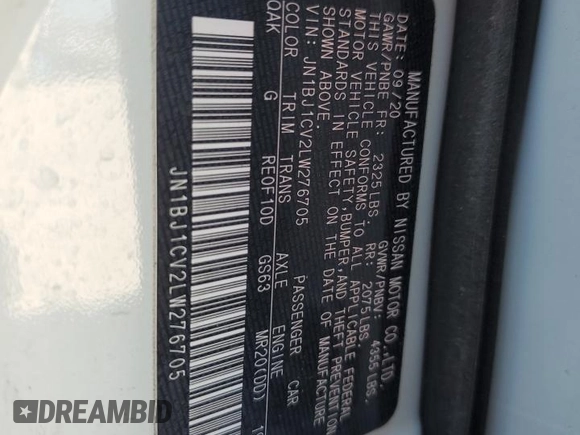 MANUFACTURED BY NISSAN MOTOR CO.,LTD.
09/20 GVWR/PNBV: 4355LBS.
GAWR/PNBE FR: 2325LBS. RR: 2075LBS.
THIS VEHICLE CONFORMS TO ALL APPLICABLE FEDERAL
MOTOR VEHICLE SAFETY,BUMPER,AND THEFT PREVENTION
STANDARDS IN EFFECT ON THE DATE OF MANUFACTURE
SHOWN ABOVE.
VIN: JN1BJ1CV2LW276705 PASSENGER CAR
COLOR TRIM TRANS AXLE ENGINE
QAK G RE0F10D GS63 MR20(DD)
JN1BJ1CV2LW276705
DREAMBID